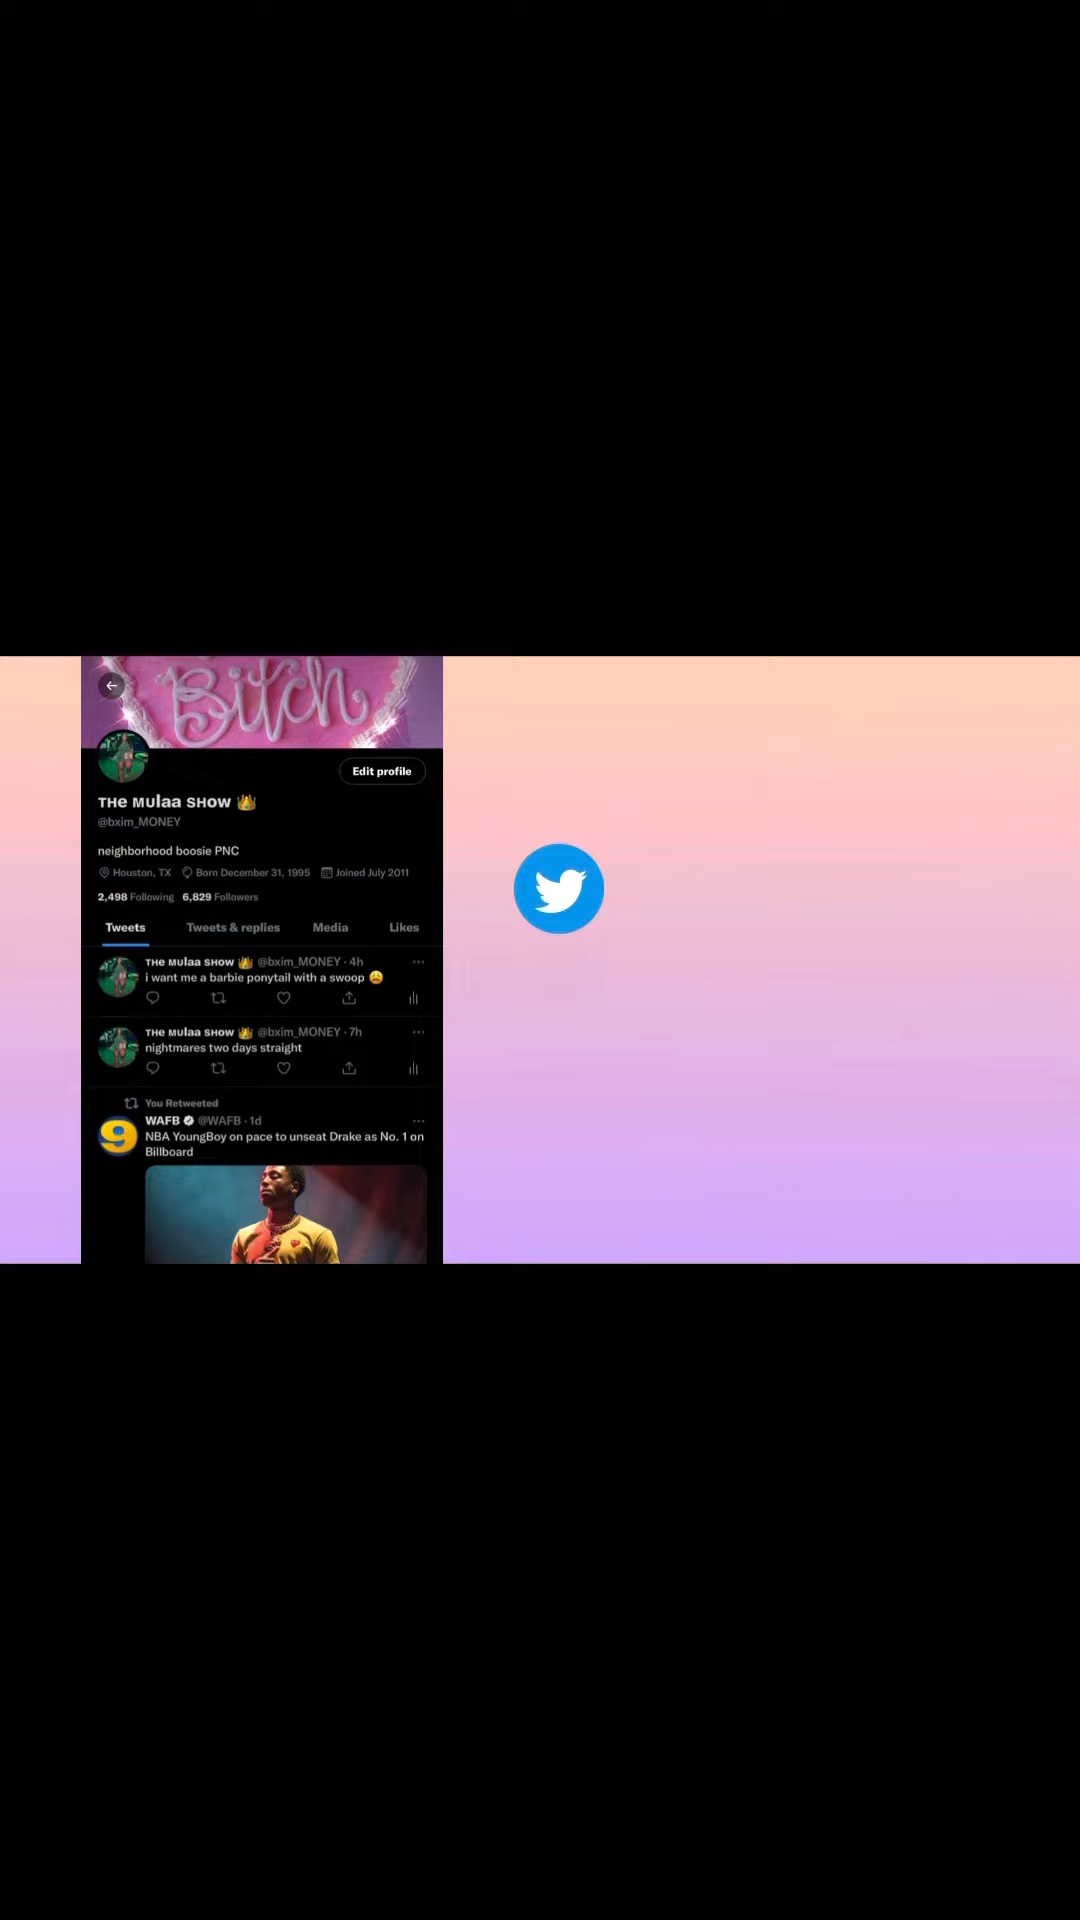 Bitch
Edit profile
THe MUlaa SHOW 👑
@bxim_MONEY
neighborhood boosie PNC
Houston, TX Born December 31, 1995 Joined July 2011
2,498 Following 6,829 Followers
Tweets Tweets & replies Media Likes
THe MUlaa SHOW 👑 @bxim_MONEY · 4h
i want me a barbie ponytail with a swoop 😩
THe MUlaa SHOW 👑 @bxim_MONEY · 7h
nightmares two days straight
You Retweeted
WAFB @WAFB · 1d
9
NBA YoungBoy on pace to unseat Drake as No. 1 on
Billboard